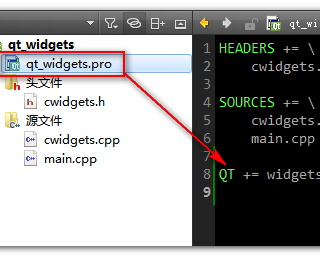 qt_wi
qt_widgets
qt_widgets.pro
头文件
cwidgets.h
源文件
cwidgets.cpp
main.cpp
1 HEADERS += \
2 cwidgets.
3
4 SOURCES += \
5 cwidgets.
6 main.cpp
7
8 QT += widgets
9